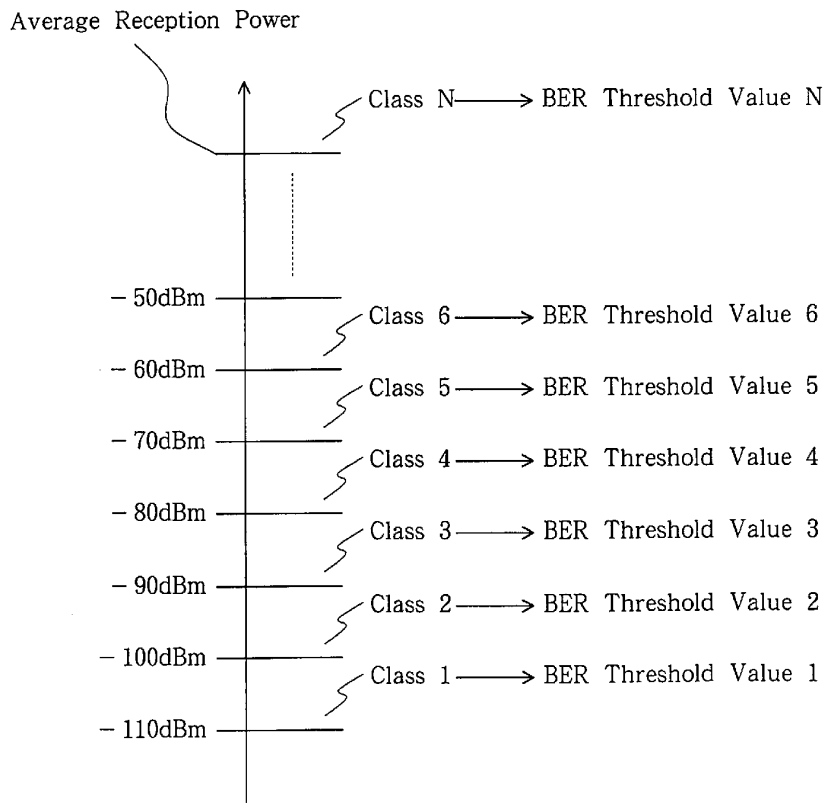 Average Reception Power
Class N → BER Threshold Value N
− 50dBm
Class 6 → BER Threshold Value 6
− 60dBm
Class 5 → BER Threshold Value 5
− 70dBm
Class 4 → BER Threshold Value 4
− 80dBm
Class 3 → BER Threshold Value 3
− 90dBm
Class 2 → BER Threshold Value 2
− 100dBm
Class 1 → BER Threshold Value 1
− 110dBm